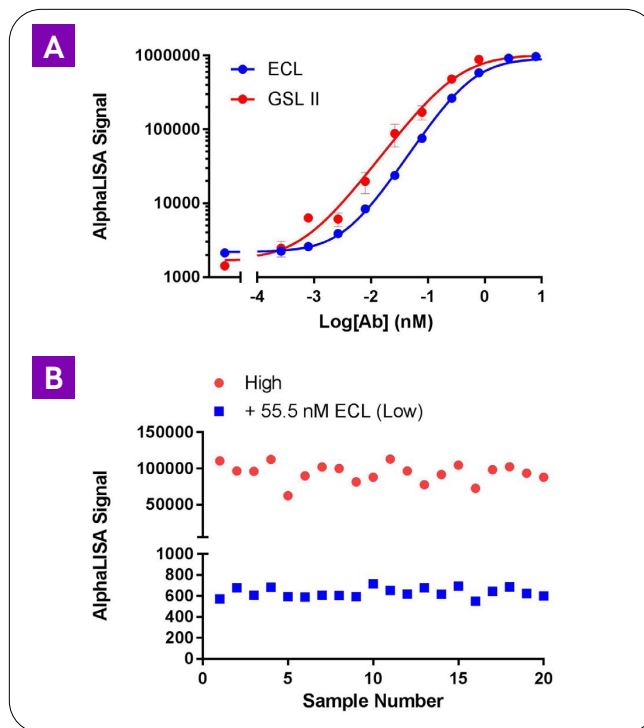 A
1000000
100000
10000
1000
AlphaLISA Signal
ECL
GSL II
-4 -3 -2 -1 0 1
Log[Ab] (nM)
B
High
+ 55.5 nM ECL (Low)
150000
100000
50000
1000
800
600
400
200
0
AlphaLISA Signal
0 5 10 15 20
Sample Number